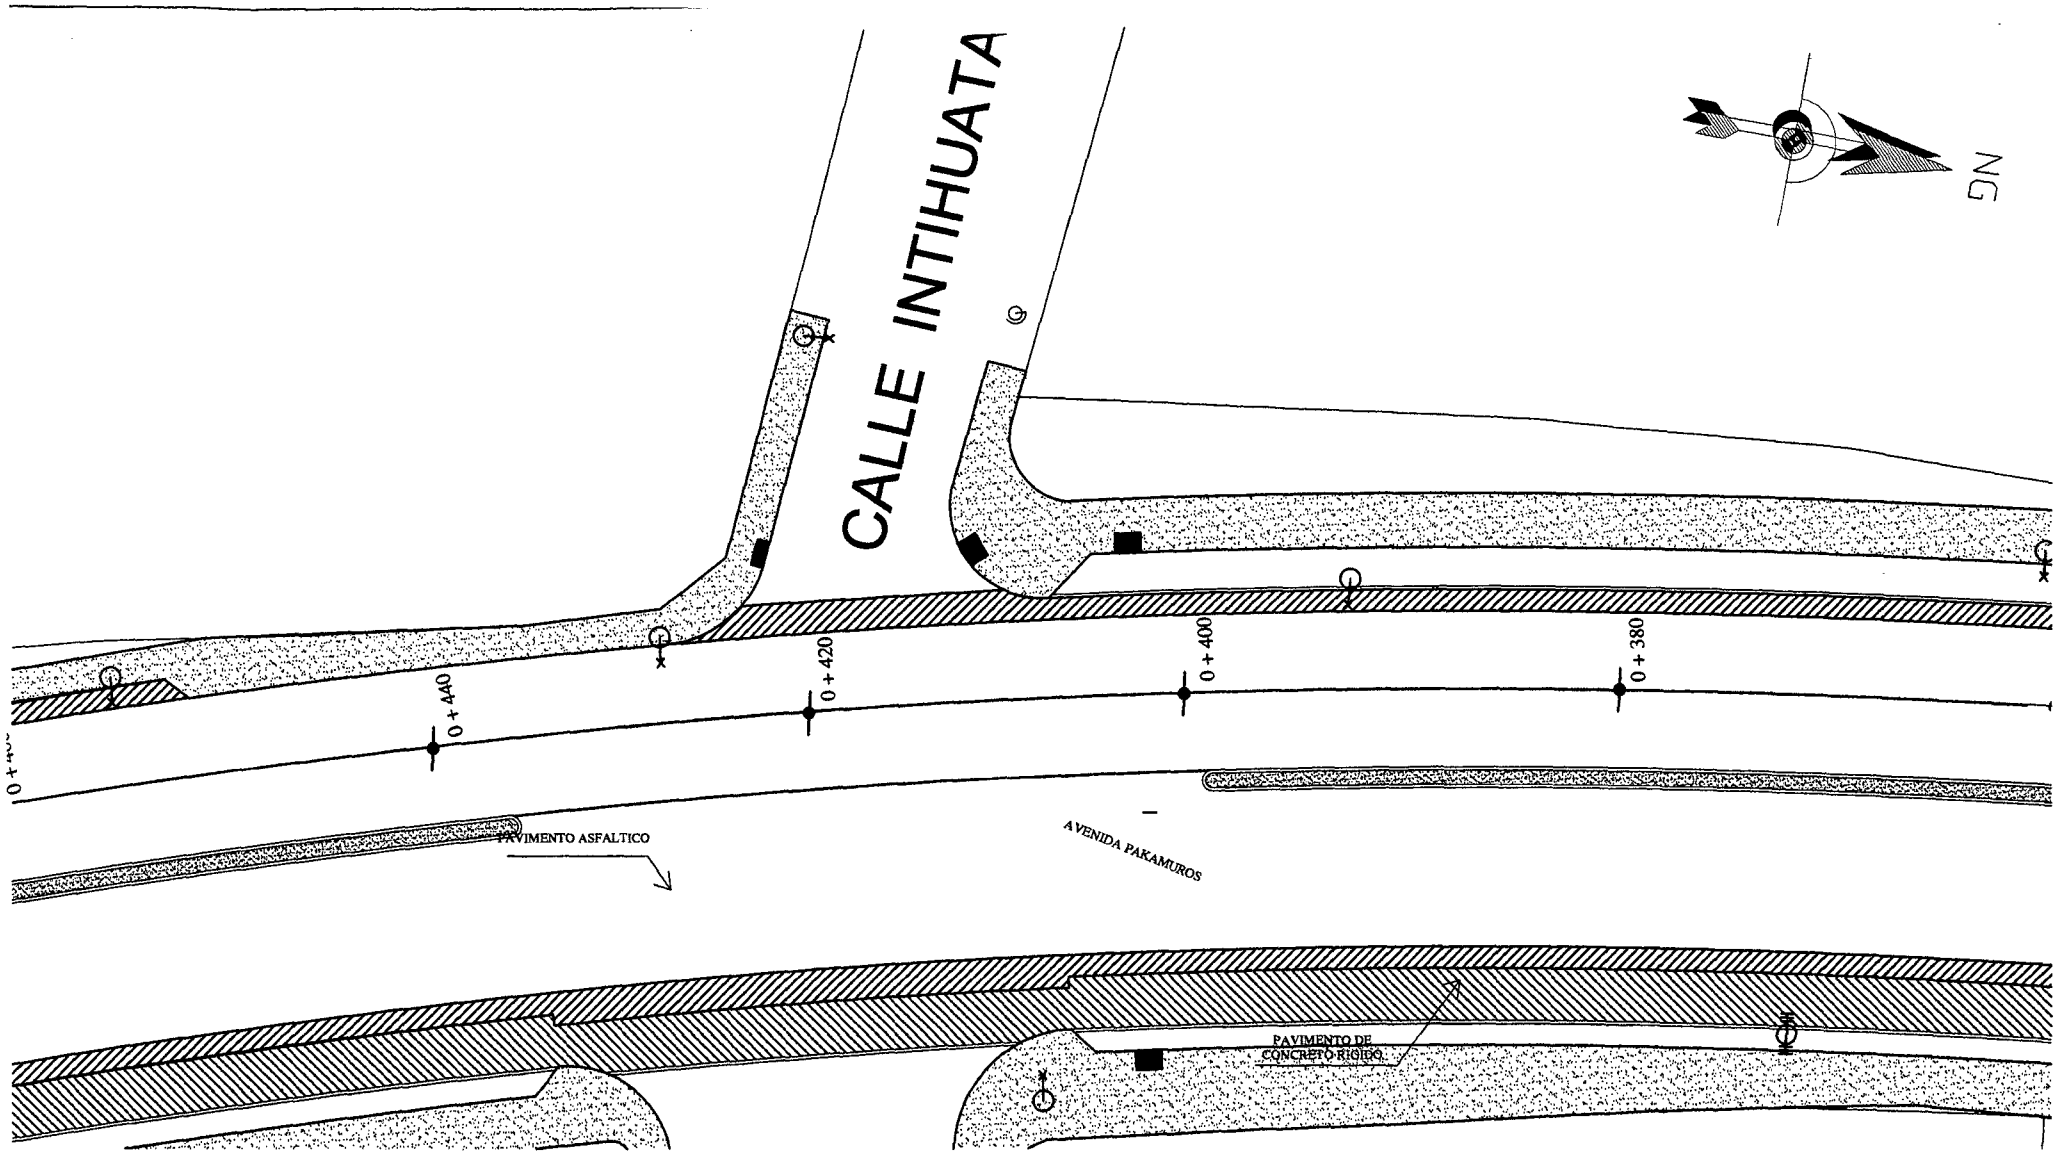 CALLE INTIHUATA
NG
0 + 440
0 + 420
0 + 400
0 + 380
PAVIMENTO ASFALTICO
AVENIDA PAKAMUROS
PAVIMENTO DE
CONCRETO RIGIDO